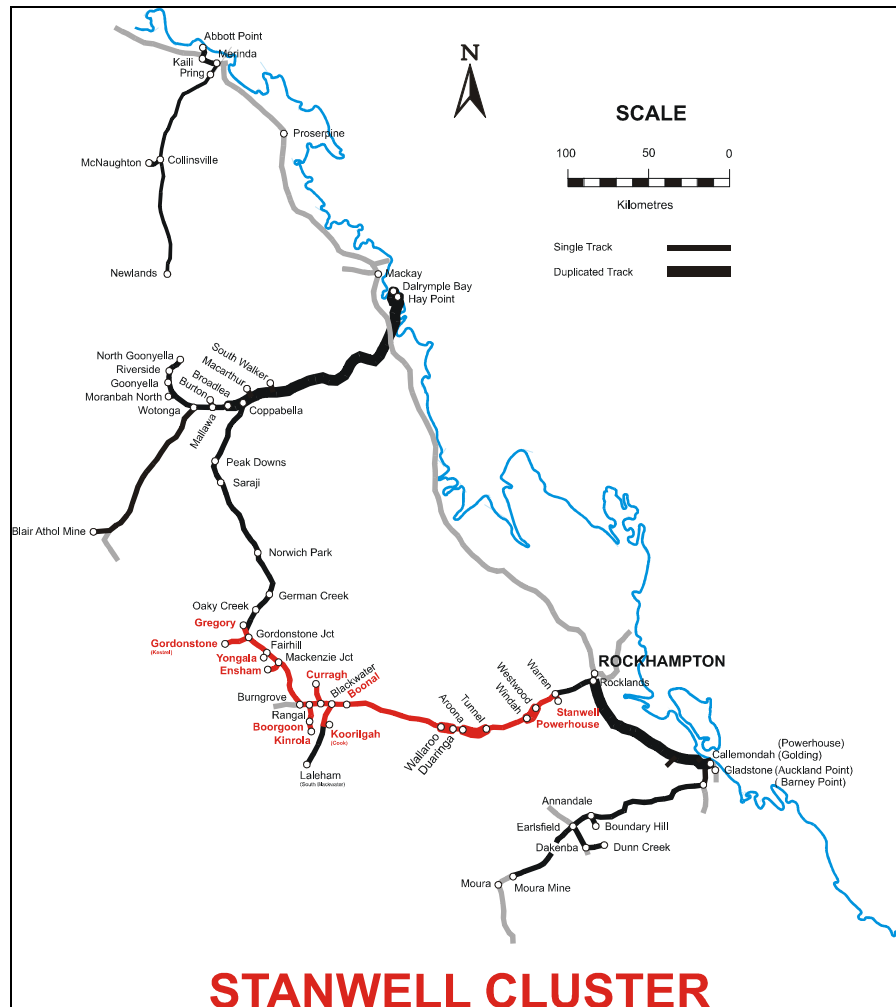 Abbott Point
Merinda
Kaili
Pring
N
SCALE
Proserpine
100 50 0
McNaughton
Collinsville
Kilometres
Single Track
Newlands
Mackay
Duplicated Track
Dalrymple Bay
Hay Point
North Goonyella
South Walker
Riverside
Macarthur
Goonyella
Broadlea
Moranbah North
Burton
Wotonga
Mallawa
Coppabella
Peak Downs
Saraji
Blair Athol Mine
Norwich Park
German Creek
Oaky Creek
Gregory
Gordonstone Jct
Gordonstone
(Kestrel)
Fairhill
Yongala
Mackenzie Jct
Ensham
ROCKHAMPTON
Rocklands
Curragh
Blackwater
Boonal
Burngrove
Rangal
Boorgoon
Kinrola
Koorilgah
(Cook)
Laleham
(South Blackwater)
Wallaroo
Duaringa
Aroona
Tunnel
Windah
Westwood
Warren
Stanwell
Powerhouse
Callemondah (Powerhouse)
(Golding)
Gladstone (Auckland Point)
( Barney Point)
Annandale
Earlsfield
Boundary Hill
Dakenba
Dunn Creek
Moura
Moura Mine
STANWELL CLUSTER